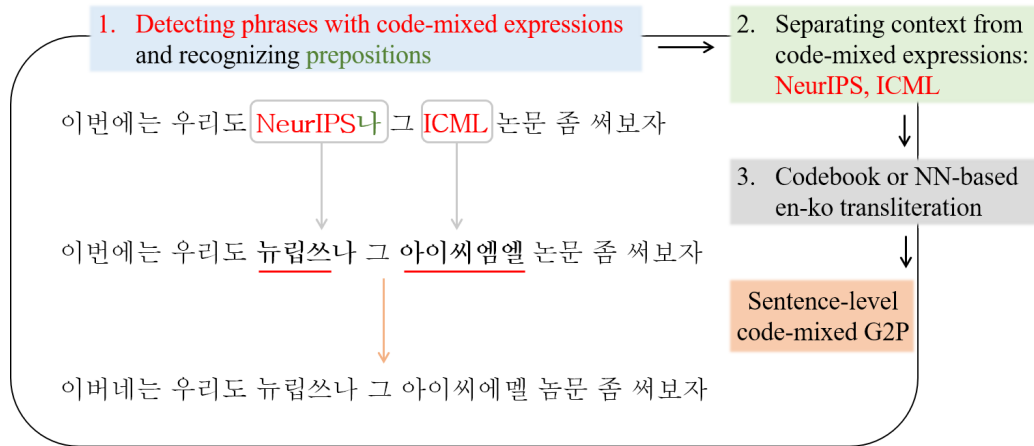 1. Detecting phrases with code-mixed expressions
and recognizing prepositions
2. Separating context from
code-mixed expressions:
NeurIPS, ICML
이번에는 우리도 NeurIPS나 그 ICML 논문 좀 써보자
3. Codebook or NN-based
en-ko transliteration
이번에는 우리도 뉴립쓰나 그 아이씨엠엘 논문 좀 써보자
Sentence-level
code-mixed G2P
이버네는 우리도 뉴립쓰나 그 아이씨에멜 놈문 좀 써보자